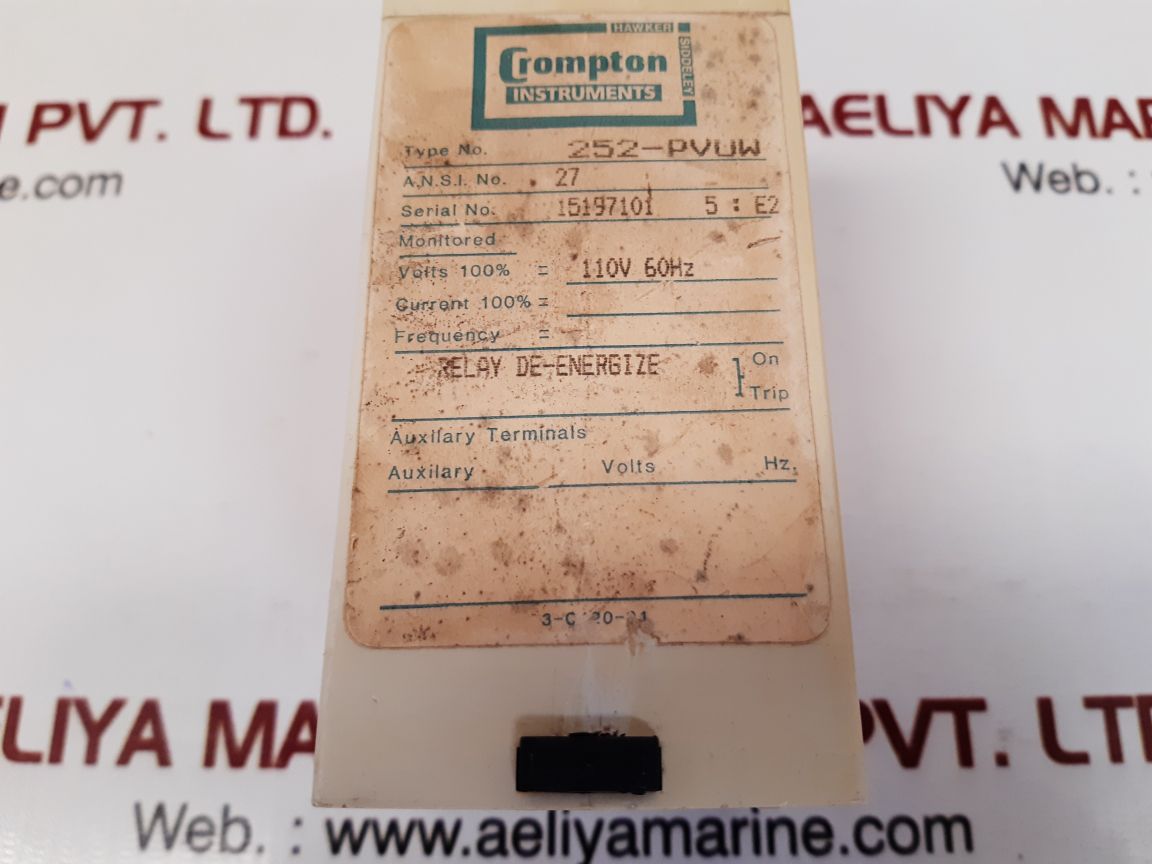 HAWKER
SIDDELEY
Crompton
INSTRUMENTS
PVT. LTD.
AELIYA MAR
e.com
Web. :
Type No. 252-PVUW
A.N.S.I. No. 27
Serial No. 15197101 5 : E2
Monitored
Volts 100% = 110V 60Hz
Current 100% =
Frequency =
RELAY DE-ENERGIZE } On
Trip
Auxilary Terminals
Auxilary Volts Hz.
ELIYA MA
PVT. LTD
Web. : www.aeliyamarine.com